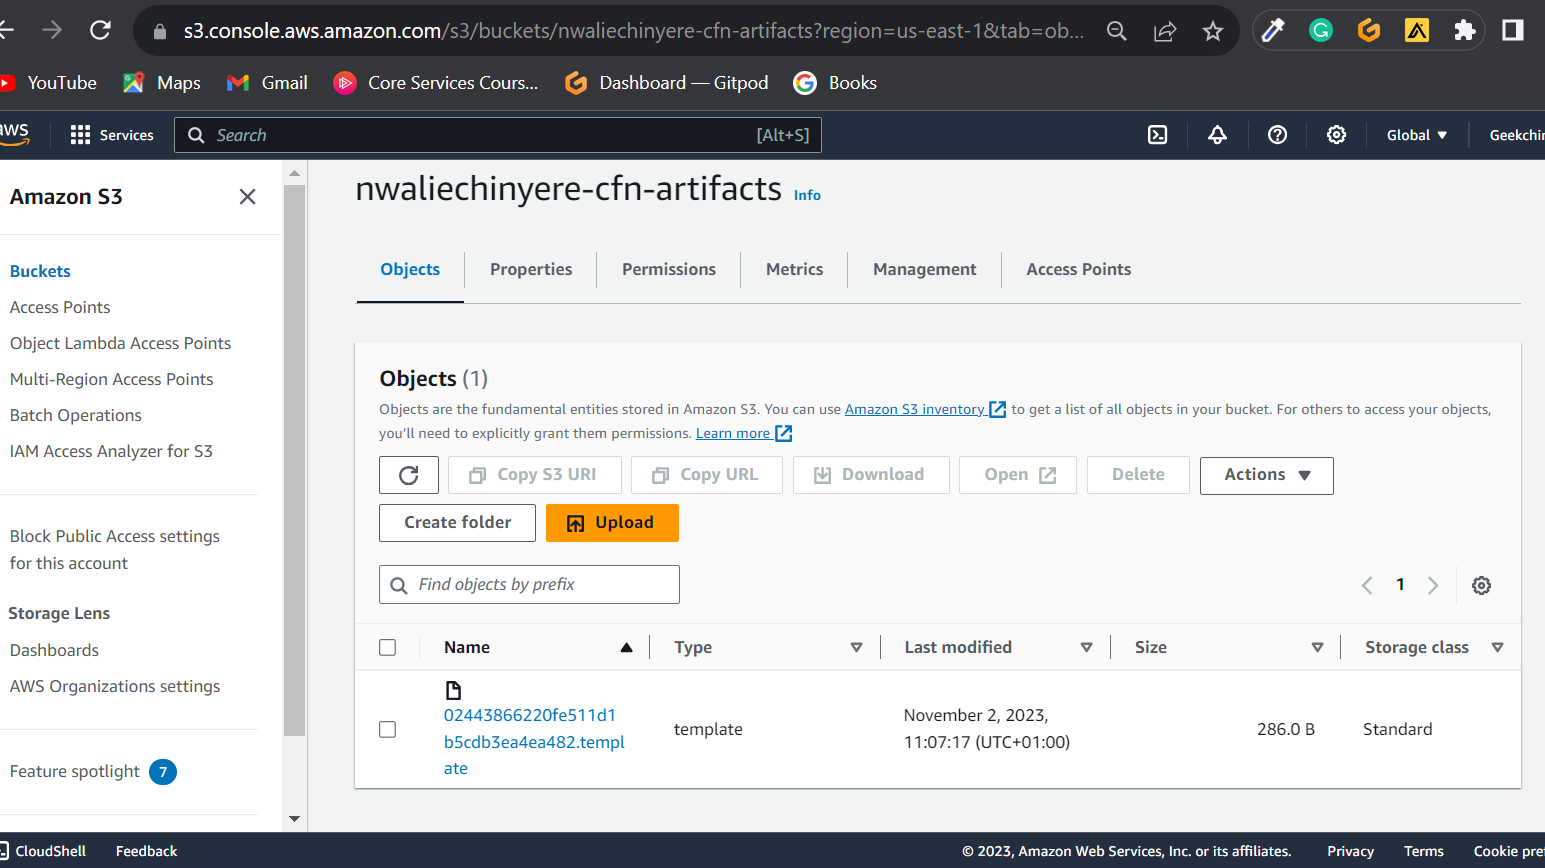 s3.console.aws.amazon.com/s3/buckets/nwaliechinyere-cfn-artifacts?region=us-east-1&tab=ob...
YouTube Maps Gmail Core Services Cours... Dashboard — Gitpod Books
aws Services Search [Alt+S] Global Geekchin
Amazon S3
Buckets
Access Points
Object Lambda Access Points
Multi-Region Access Points
Batch Operations
IAM Access Analyzer for S3
Block Public Access settings
for this account
Storage Lens
Dashboards
AWS Organizations settings
Feature spotlight 7
nwaliechinyere-cfn-artifacts Info
Objects Properties Permissions Metrics Management Access Points
Objects (1)
Objects are the fundamental entities stored in Amazon S3. You can use Amazon S3 inventory to get a list of all objects in your bucket. For others to access your objects,
you'll need to explicitly grant them permissions. Learn more
Copy S3 URI Copy URL Download Open Delete Actions
Create folder Upload
Find objects by prefix 1
Name Type Last modified Size Storage class
02443866220fe511d1
b5cdb3ea4ea482.templ
ate
template
November 2, 2023,
11:07:17 (UTC+01:00)
286.0 B
Standard
CloudShell Feedback © 2023, Amazon Web Services, Inc. or its affiliates. Privacy Terms Cookie pre